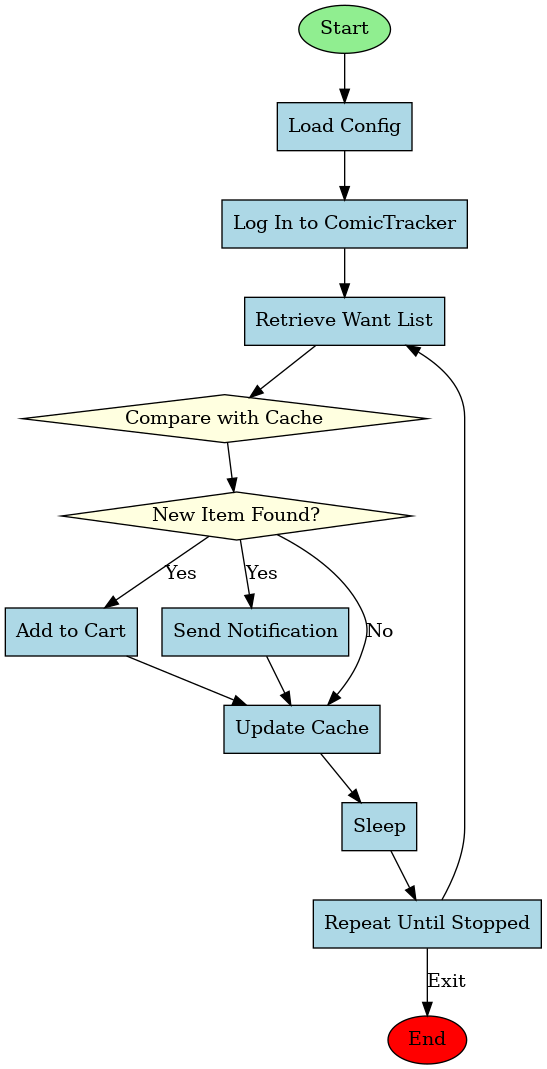 Start
Load Config
Log In to ComicTracker
Retrieve Want List
Compare with Cache
New Item Found?
Yes
Yes
Add to Cart
Send Notification
No
Update Cache
Sleep
Repeat Until Stopped
Exit
End